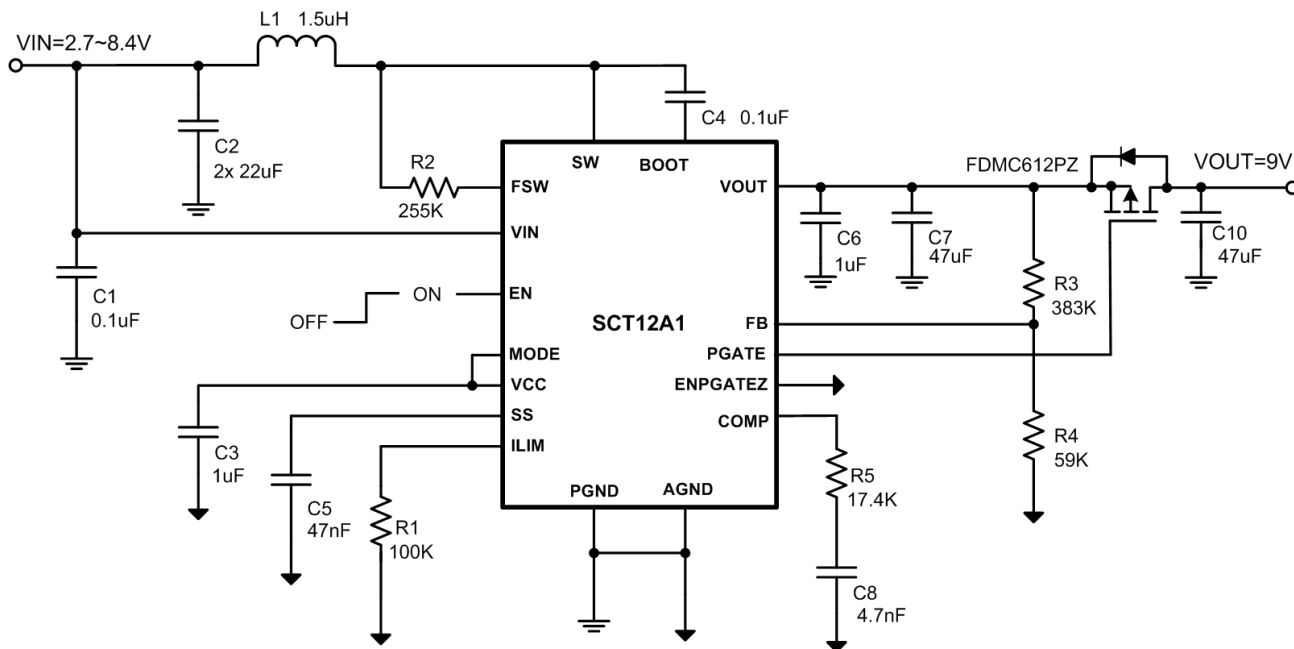 L1 1.5uH
VIN=2.7~8.4V
C4 0.1uF
C2
2x 22uF
R2
255K
SW
BOOT
FSW
VOUT
FDMC612PZ
VOUT=9V
VIN
C6
1uF
C7
47uF
C10
47uF
C1
0.1uF
OFF
ON
EN
R3
383K
SCT12A1
FB
MODE
PGATE
VCC
ENPGATEZ
SS
COMP
ILIM
C3
1uF
C5
47nF
R1
100K
PGND
AGND
R5
17.4K
R4
59K
C8
4.7nF